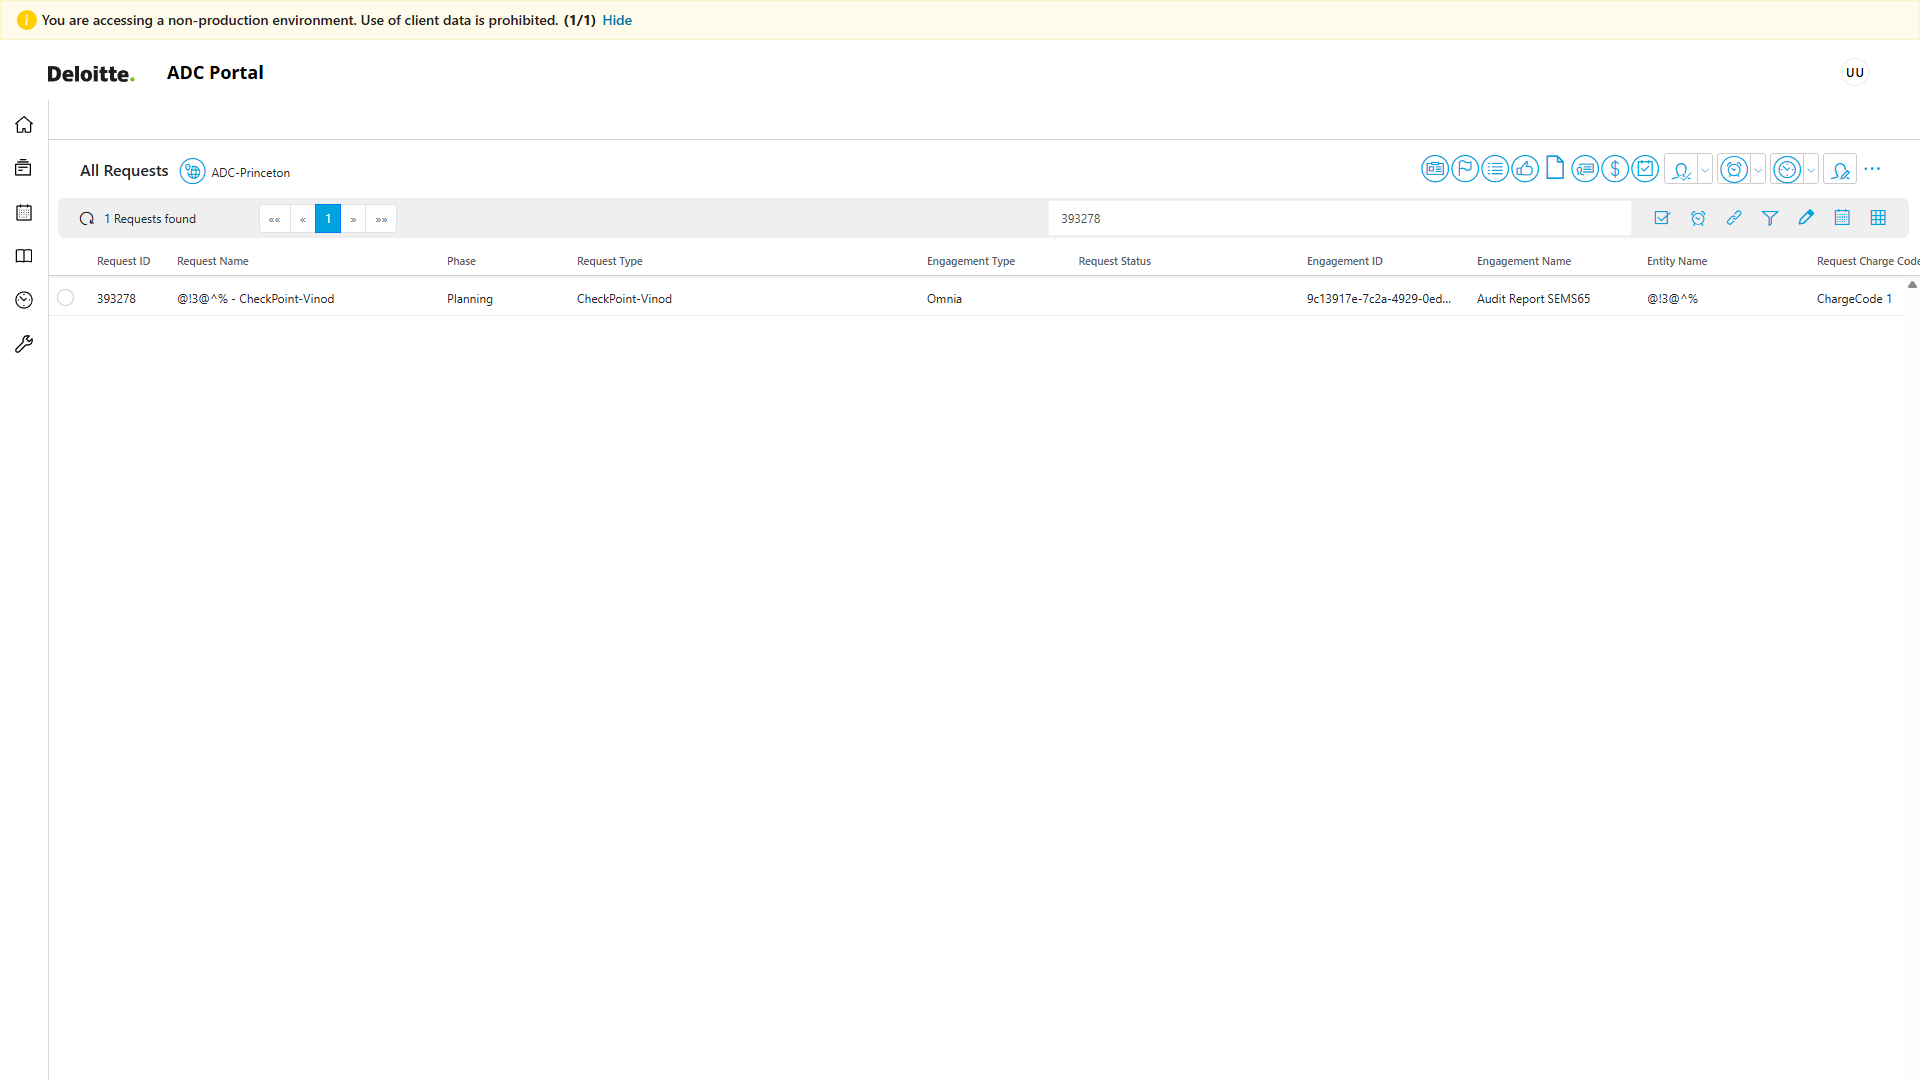 You are accessing a non-production environment. Use of client data is prohibited. (1/1) Hide
Deloitte. ADC Portal UU
All Requests ADC-Princeton
1 Requests found «« « 1 » »» 393278
Request ID Request Name Phase Request Type Engagement Type Request Status Engagement ID Engagement Name Entity Name Request Charge Code
393278 @!3@^% - CheckPoint-Vinod Planning CheckPoint-Vinod Omnia 9c13917e-7c2a-4929-0ed... Audit Report SEMS65 @!3@^% ChargeCode 1